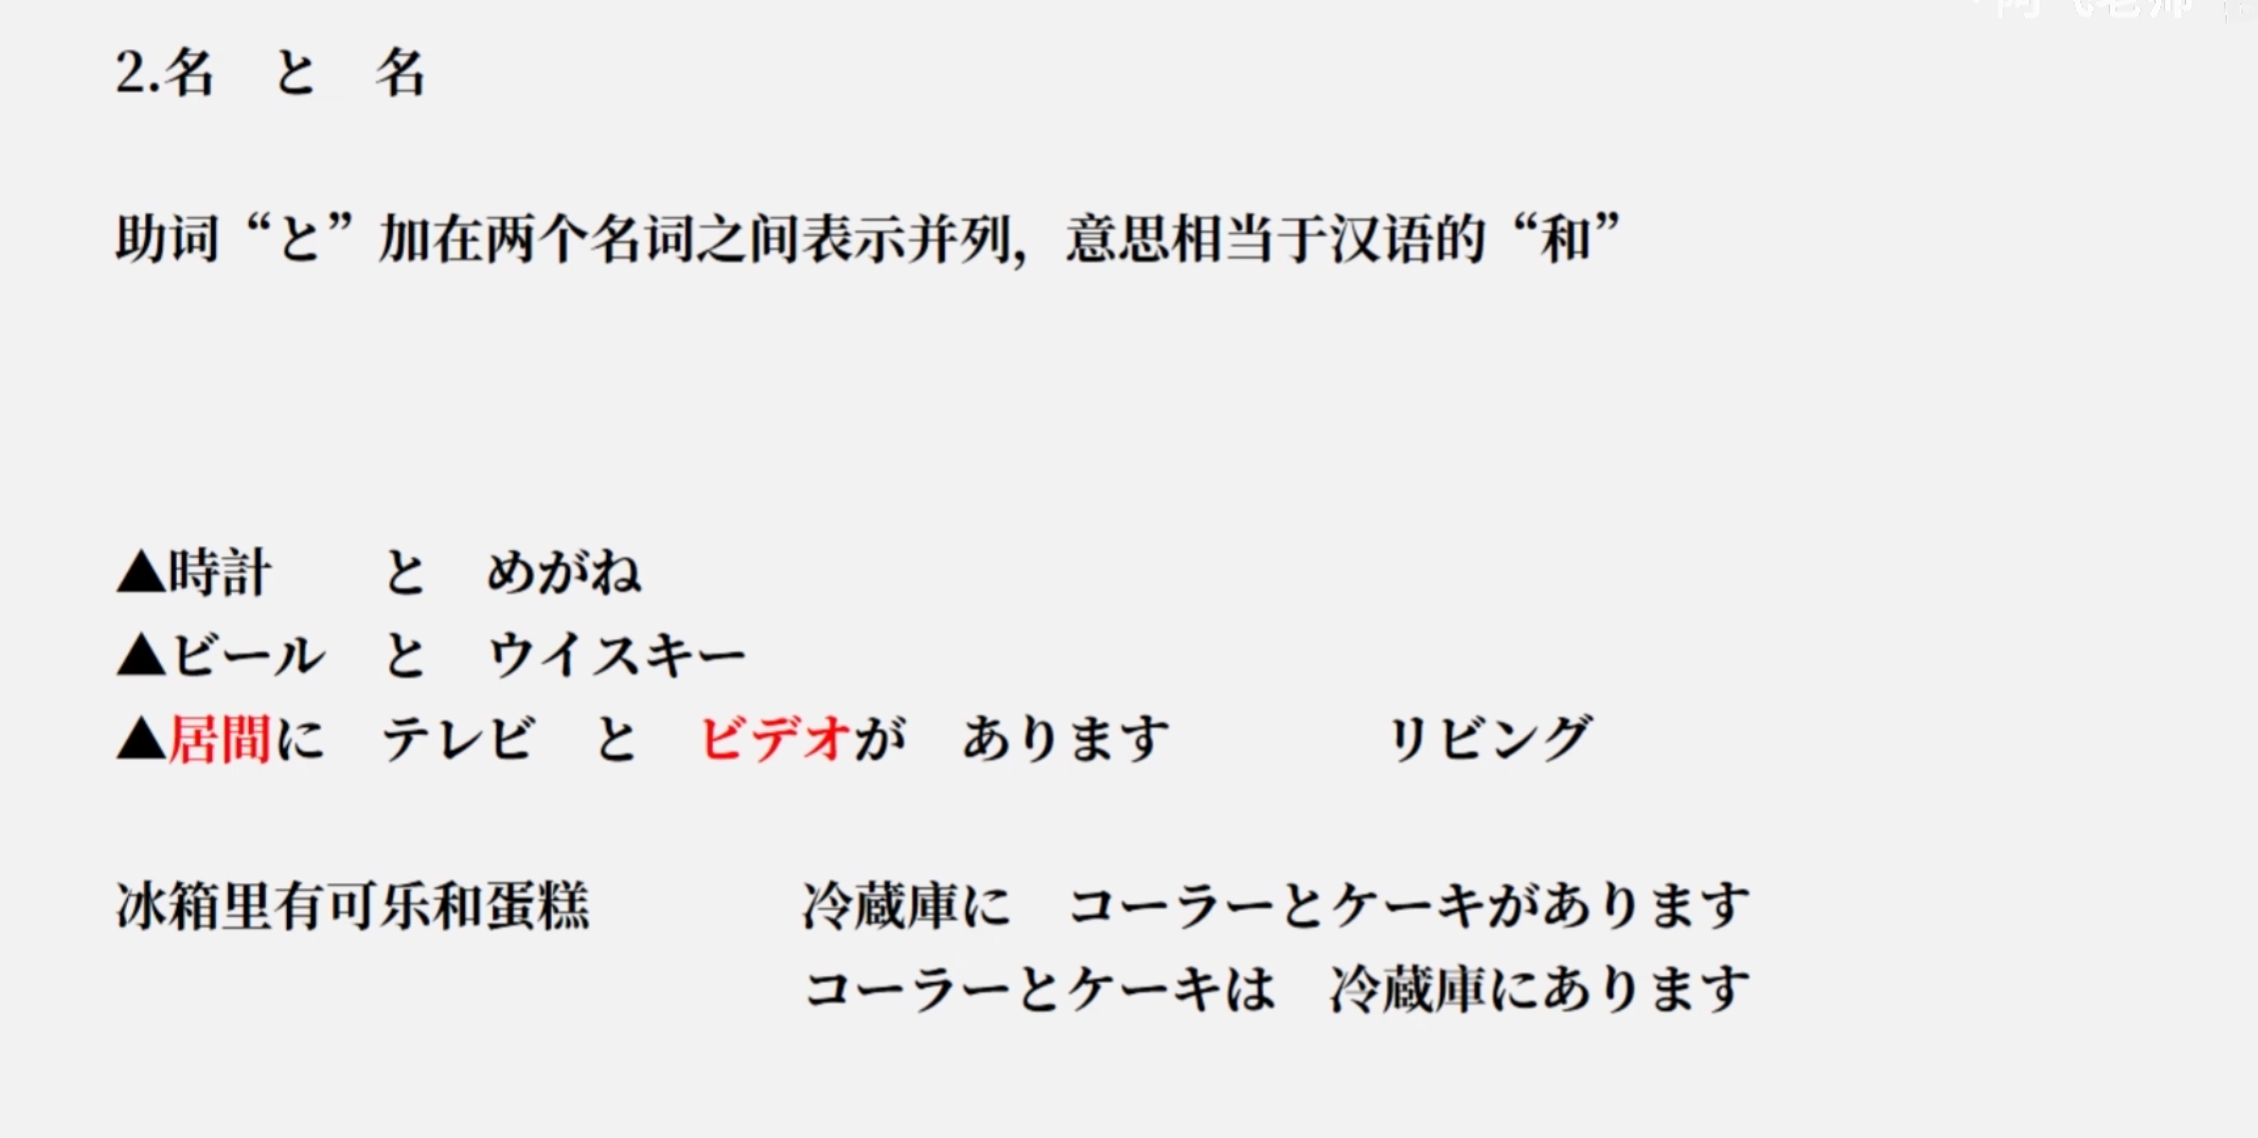 2.名　と　名
助词“と”加在两个名词之间表示并列，意思相当于汉语的“和”
▲時計　　と　めがね
▲ビール　と　ウイスキー
▲居間に　テレビ　と　ビデオが　あります　　　　リビング
冰箱里有可乐和蛋糕　　　　冷蔵庫に　コーラーとケーキがあります
コーラーとケーキは　冷蔵庫にあります